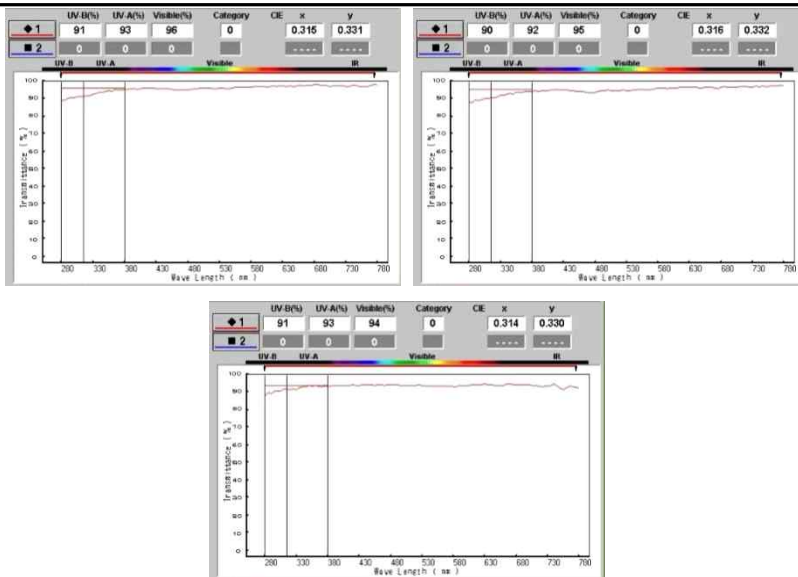 UV-B(%) UV-A(%) Visible(%) Category CIE x y
◆ 1 91 93 96 0 0.315 0.331
■ 2 0 0 0 ---- ----
UV-B UV-A Visible IR
100
90
80
70
60
50
40
30
20
10
0
Transmittance ( % )
280 330 380 430 480 530 580 630 680 730 780
Wave Length ( nm )
UV-B(%) UV-A(%) Visible(%) Category CIE x y
◆ 1 90 92 95 0 0.316 0.332
■ 2 0 0 0 ---- ----
UV-B UV-A Visible IR
100
90
80
70
60
50
40
30
20
10
0
Transmittance ( % )
280 330 380 430 480 530 580 630 680 730 780
Wave Length ( nm )
UV-B(%) UV-A(%) Visible(%) Category CIE x y
◆ 1 91 93 94 0 0.314 0.330
■ 2 0 0 0 ---- ----
UV-B UV-A Visible IR
100
90
80
70
60
50
40
30
20
10
0
Transmittance ( % )
280 330 380 430 480 530 580 630 680 730 780
Wave Length ( nm )